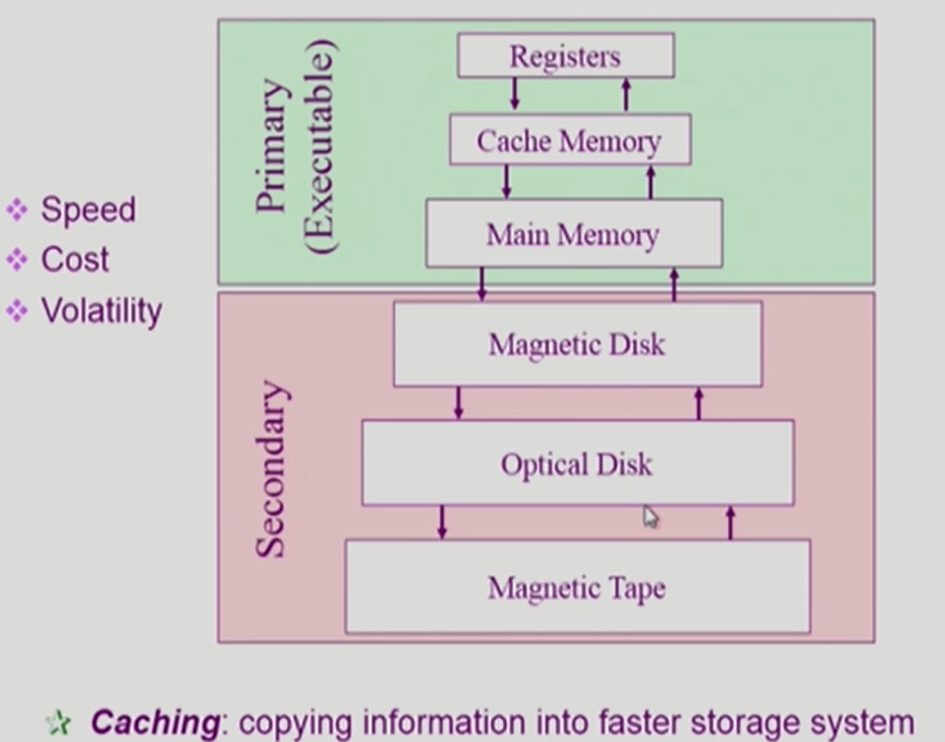 Speed
Cost
Volatility
Primary
(Executable)
Registers
Cache Memory
Main Memory
Secondary
Magnetic Disk
Optical Disk
Magnetic Tape
Caching: copying information into faster storage system